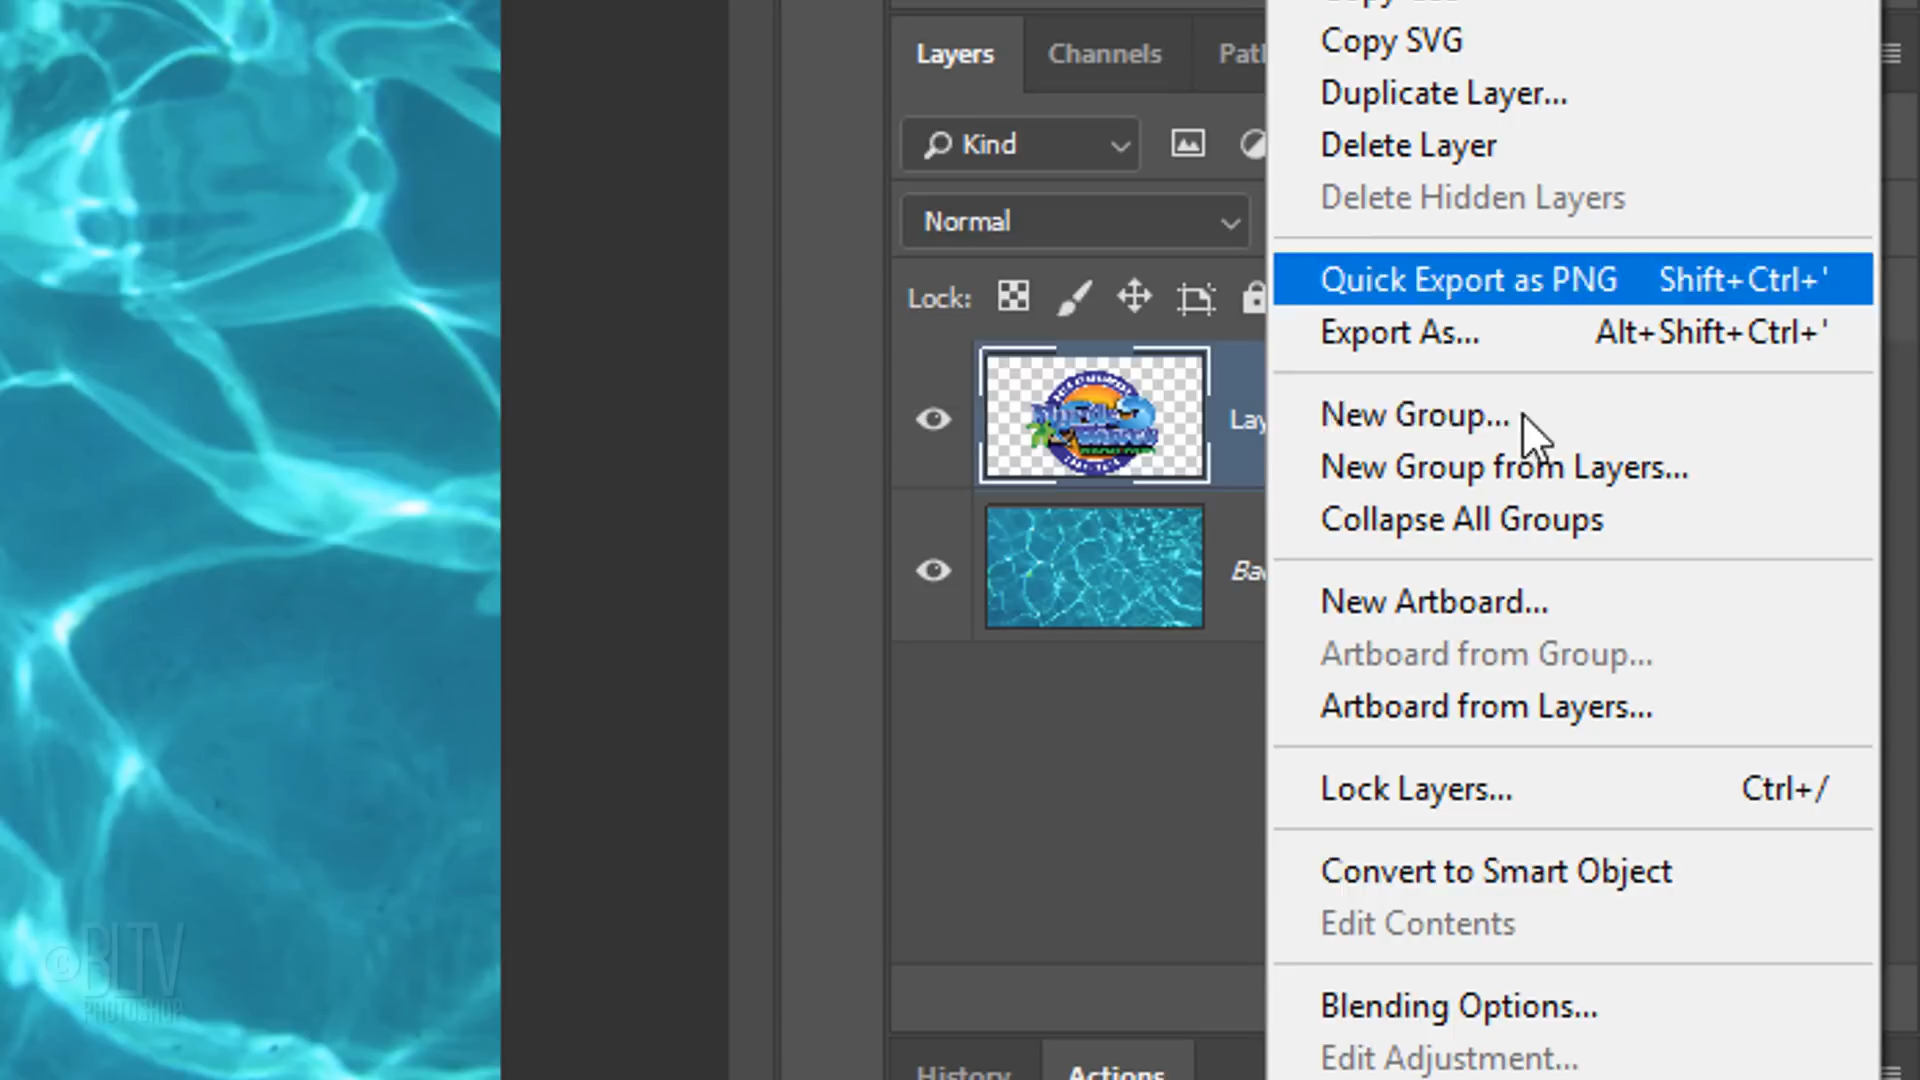 Copy SVG
Layers Channels
Duplicate Layer...
Kind
Delete Layer
Delete Hidden Layers
Normal
Quick Export as PNG Shift+Ctrl+'
Lock:
Export As... Alt+Shift+Ctrl+'
New Group...
New Group from Layers...
Collapse All Groups
New Artboard...
Artboard from Group...
Artboard from Layers...
Lock Layers... Ctrl+/
Convert to Smart Object
Edit Contents
©BLTV
PHOTOSHOP
Blending Options...
Edit Adjustment...
History Actions